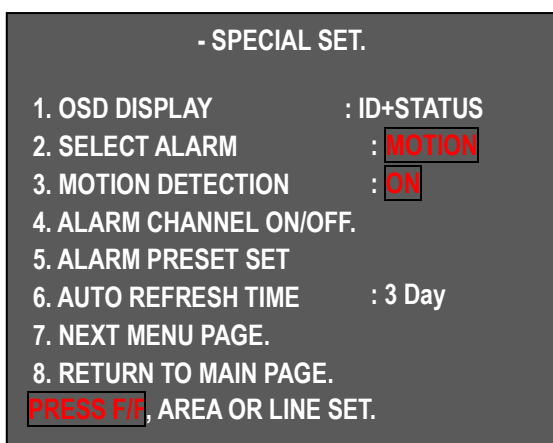 - SPECIAL SET.
1. OSD DISPLAY : ID+STATUS
2. SELECT ALARM : MOTION
3. MOTION DETECTION : ON
4. ALARM CHANNEL ON/OFF.
5. ALARM PRESET SET
6. AUTO REFRESH TIME : 3 Day
7. NEXT MENU PAGE.
8. RETURN TO MAIN PAGE.
PRESS F/F, AREA OR LINE SET.